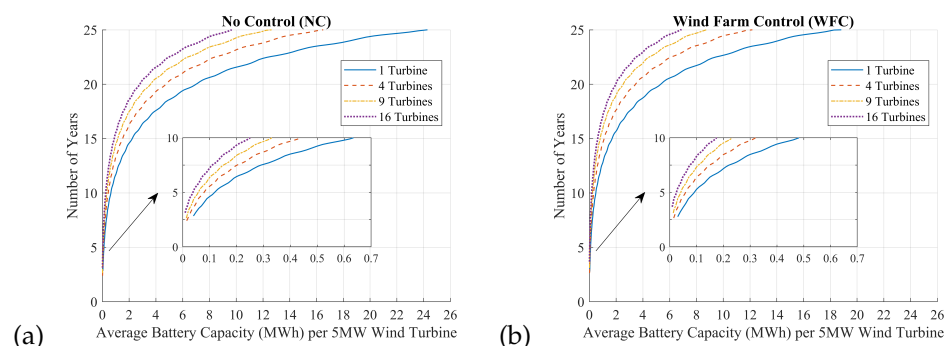 No Control (NC)
25
20
15
10
5
0
Number of Years
1 Turbine
4 Turbines
9 Turbines
16 Turbines
10
5
0
0 0.1 0.2 0.3 0.4 0.5 0.6 0.7
0 2 4 6 8 10 12 14 16 18 20 22 24 26
(a) Average Battery Capacity (MWh) per 5MW Wind Turbine
Wind Farm Control (WFC)
25
20
15
10
5
0
Number of Years
1 Turbine
4 Turbines
9 Turbines
16 Turbines
10
5
0
0 0.1 0.2 0.3 0.4 0.5 0.6 0.7
0 2 4 6 8 10 12 14 16 18 20 22 24 26
(b) Average Battery Capacity (MWh) per 5MW Wind Turbine